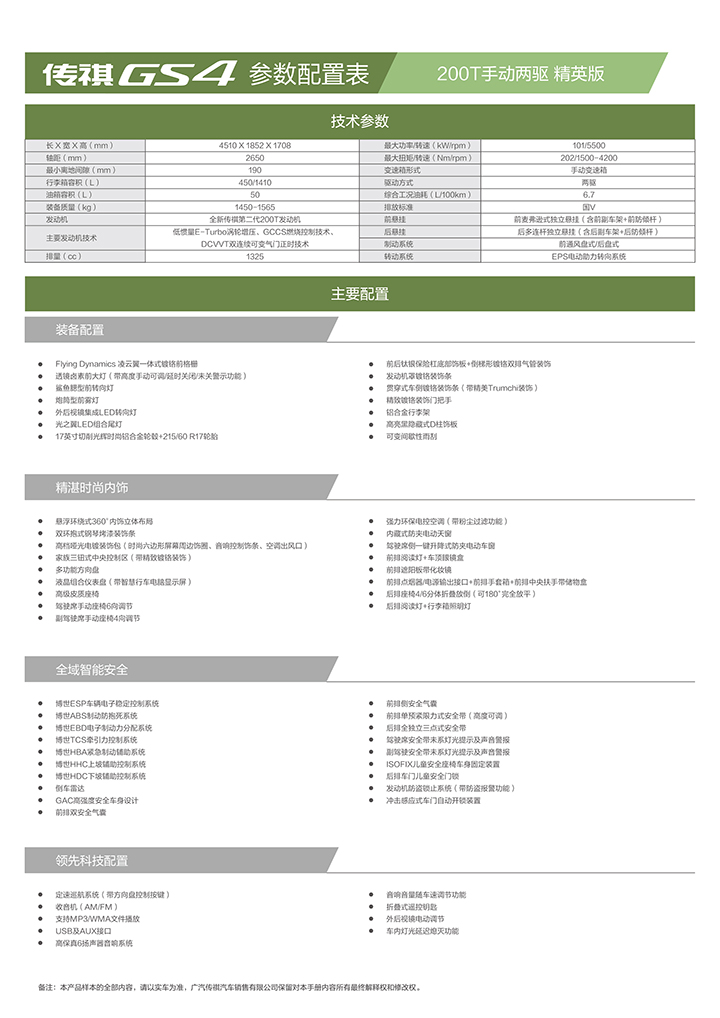 传祺 GS4 参数配置表 200T手动两驱 精英版
技术参数
长 X 宽 X 高（mm） 4510 X 1852 X 1708 最大功率/转速（kW/rpm） 101/5500
轴距（mm） 2650 最大扭矩/转速（Nm/rpm） 202/1500-4200
最小离地间隙（mm） 190 变速箱形式 手动变速箱
行李箱容积（L） 450/1410 驱动方式 两驱
油箱容积（L） 50 综合工况油耗（L/100km） 6.7
装备质量（kg） 1450-1565 排放标准 国V
发动机 全新传祺第二代200T发动机 前悬挂 前麦弗逊式独立悬挂（含前副车架+前防倾杆）
主要发动机技术 低惯量E-Turbo涡轮增压、GCCS燃烧控制技术、 后悬挂 后多连杆独立悬挂（含后副车架+后防倾杆）
DCVVT双连续可变气门正时技术 制动系统 前通风盘式/后盘式
排量（cc） 1325 转动系统 EPS电动助力转向系统
主要配置
装备配置
Flying Dynamics 凌云翼一体式镀铬前格栅
透镜卤素前大灯（带高度手动可调/延时关闭/未关警示功能）
鲨鱼鳃型前转向灯
炮筒型前雾灯
外后视镜集成LED转向灯
光之翼LED组合尾灯
17英寸切削光辉时尚铝合金轮毂+215/60 R17轮胎
前后钛银保险杠底部饰板+倒梯形镀铬双排气管装饰
发动机罩镀铬装饰条
贯穿式车侧镀铬装饰条（带精美Trumchi装饰）
精致镀铬装饰门把手
铝合金行李架
高亮黑隐藏式D柱饰板
可变间歇性雨刮
精湛时尚内饰
悬浮环绕式360°内饰立体布局
双环抱式钢琴烤漆装饰条
高档哑光电镀装饰包（时尚六边形屏幕周边饰圈、音响控制饰条、空调出风口）
家族三钮式中央控制区（带精致镀铬装饰）
多功能方向盘
液晶组合仪表盘（带智慧行车电脑显示屏）
高级皮质座椅
驾驶席手动座椅6向调节
副驾驶席手动座椅4向调节
强力环保电控空调（带粉尘过滤功能）
内藏式防夹电动天窗
驾驶席侧一键升降式防夹电动车窗
前排阅读灯+车顶眼镜盒
前排遮阳板带化妆镜
前排点烟器/电源输出接口+前排手套箱+前排中央扶手带储物盒
后排座椅4/6分体折叠放倒（可180°完全放平）
后排阅读灯+行李箱照明灯
全域智能安全
博世ESP车辆电子稳定控制系统
博世ABS制动防抱死系统
博世EBD电子制动力分配系统
博世TCS牵引力控制系统
博世HBA紧急制动辅助系统
博世HHC上坡辅助控制系统
博世HDC下坡辅助控制系统
倒车雷达
GAC高强度安全车身设计
前排双安全气囊
前排侧安全气囊
前排单预紧限力式安全带（高度可调）
后排全独立三点式安全带
驾驶席安全带未系灯光提示及声音警报
副驾驶安全带未系灯光提示及声音警报
ISOFIX儿童安全座椅车身固定装置
后排车门儿童安全门锁
发动机防盗锁止系统（带防盗报警功能）
冲击感应式车门自动开锁装置
领先科技配置
定速巡航系统（带方向盘控制按键）
收音机（AM/FM）
支持MP3/WMA文件播放
USB及AUX接口
高保真6扬声器音响系统
音响音量随车速调节功能
折叠式遥控钥匙
外后视镜电动调节
车内灯光延迟熄灭功能
备注：本产品样本的全部内容，请以实车为准，广汽传祺汽车销售有限公司保留对本手册内容所有最终解释权和修改权。